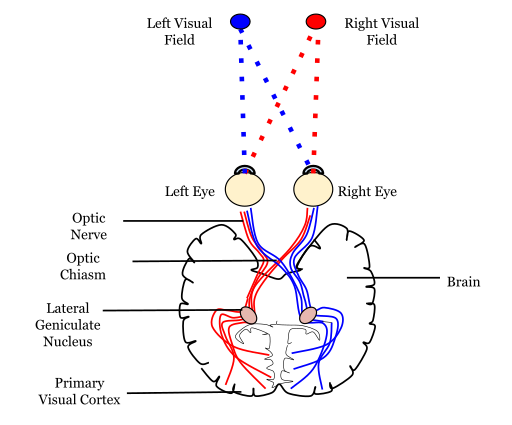 Left Visual
Field
Right Visual
Field
Left Eye
Right Eye
Optic
Nerve
Optic
Chiasm
Lateral
Geniculate
Nucleus
Brain
Primary
Visual Cortex